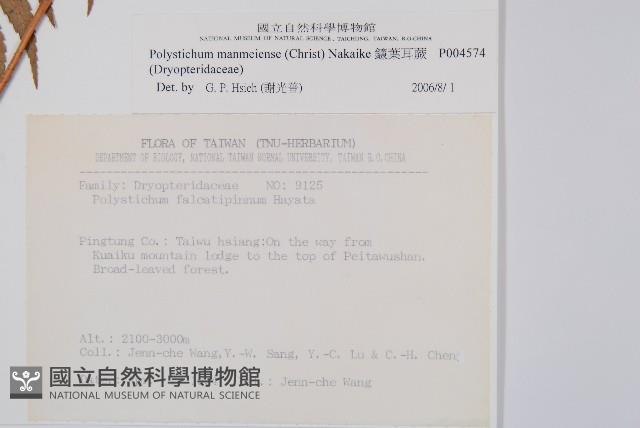 國立自然科學博物館
NATIONAL MUSEUM OF NATURAL SCIENCE, TAICHUNG, TAIWAN, R.O.CHINA
Polystichum manmeiense (Christ) Nakaike 鑢葉耳蕨 P004574
(Dryopteridaceae)
Det. by G. P. Hsieh (謝光普) 2006/8/ 1
FLORA OF TAIWAN (TNU-HERBARIUM)
DEPARTMENT OF BIOLOGY, NATIONAL TAIWAN NORMAL UNIVERSITY, TAIWAN R.O.CHINA
Family: Dryopteridaceae NO: 9125
Polystichum falcatipinnum Hayata
Pingtung Co.: Taiwu hsiang:On the way from
Kuaiku mountain lodge to the top of Peitawushan.
Broad-leaved forest.
Alt.: 2100-3000m
Coll.: Jenn-che Wang,Y.-W. Sang, Y.-C. Lu & C.-H. Cheng
: Jenn-che Wang
國立自然科學博物館
NATIONAL MUSEUM OF NATURAL SCIENCE